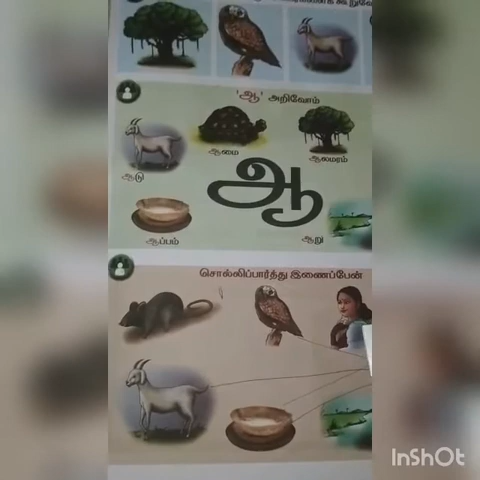 'ஆ' அறிவோம்
ஆமை
ஆலமரம்
ஆடு
ஆ
ஆப்பம்
ஆறு
சொல்லிப்பார்த்து இணைப்பேன்
InShOt